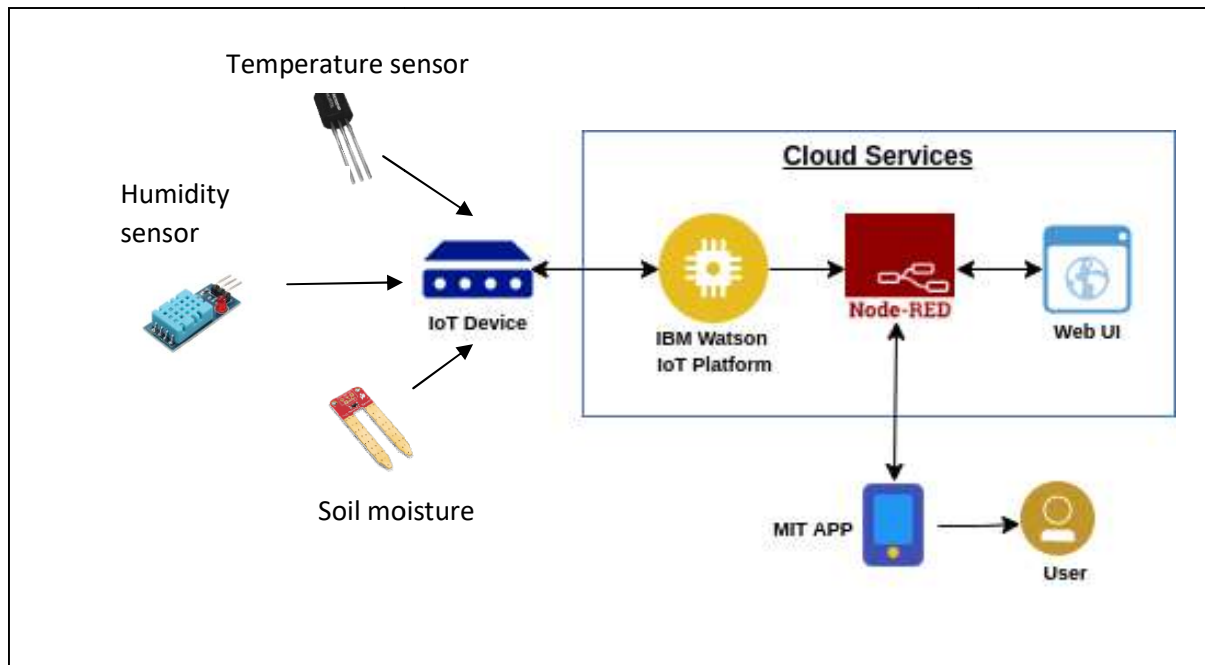 Temperature sensor
Cloud Services
Humidity
sensor
IoT Device
IBM Watson
IoT Platform
Node-RED
Web UI
Soil moisture
MIT APP
User